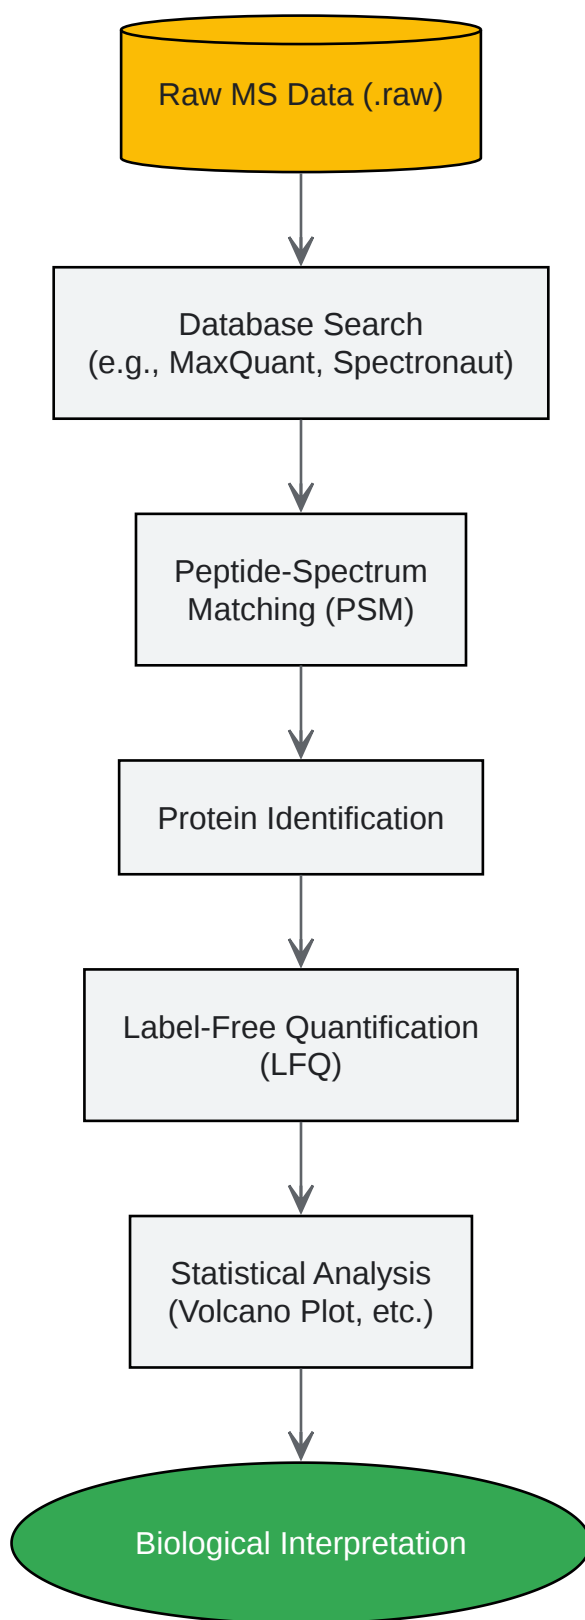 Raw MS Data (.raw)
Database Search
(e.g., MaxQuant, Spectronaut)
Peptide-Spectrum
Matching (PSM)
Protein Identification
Label-Free Quantification
(LFQ)
Statistical Analysis
(Volcano Plot, etc.)
Biological Interpretation